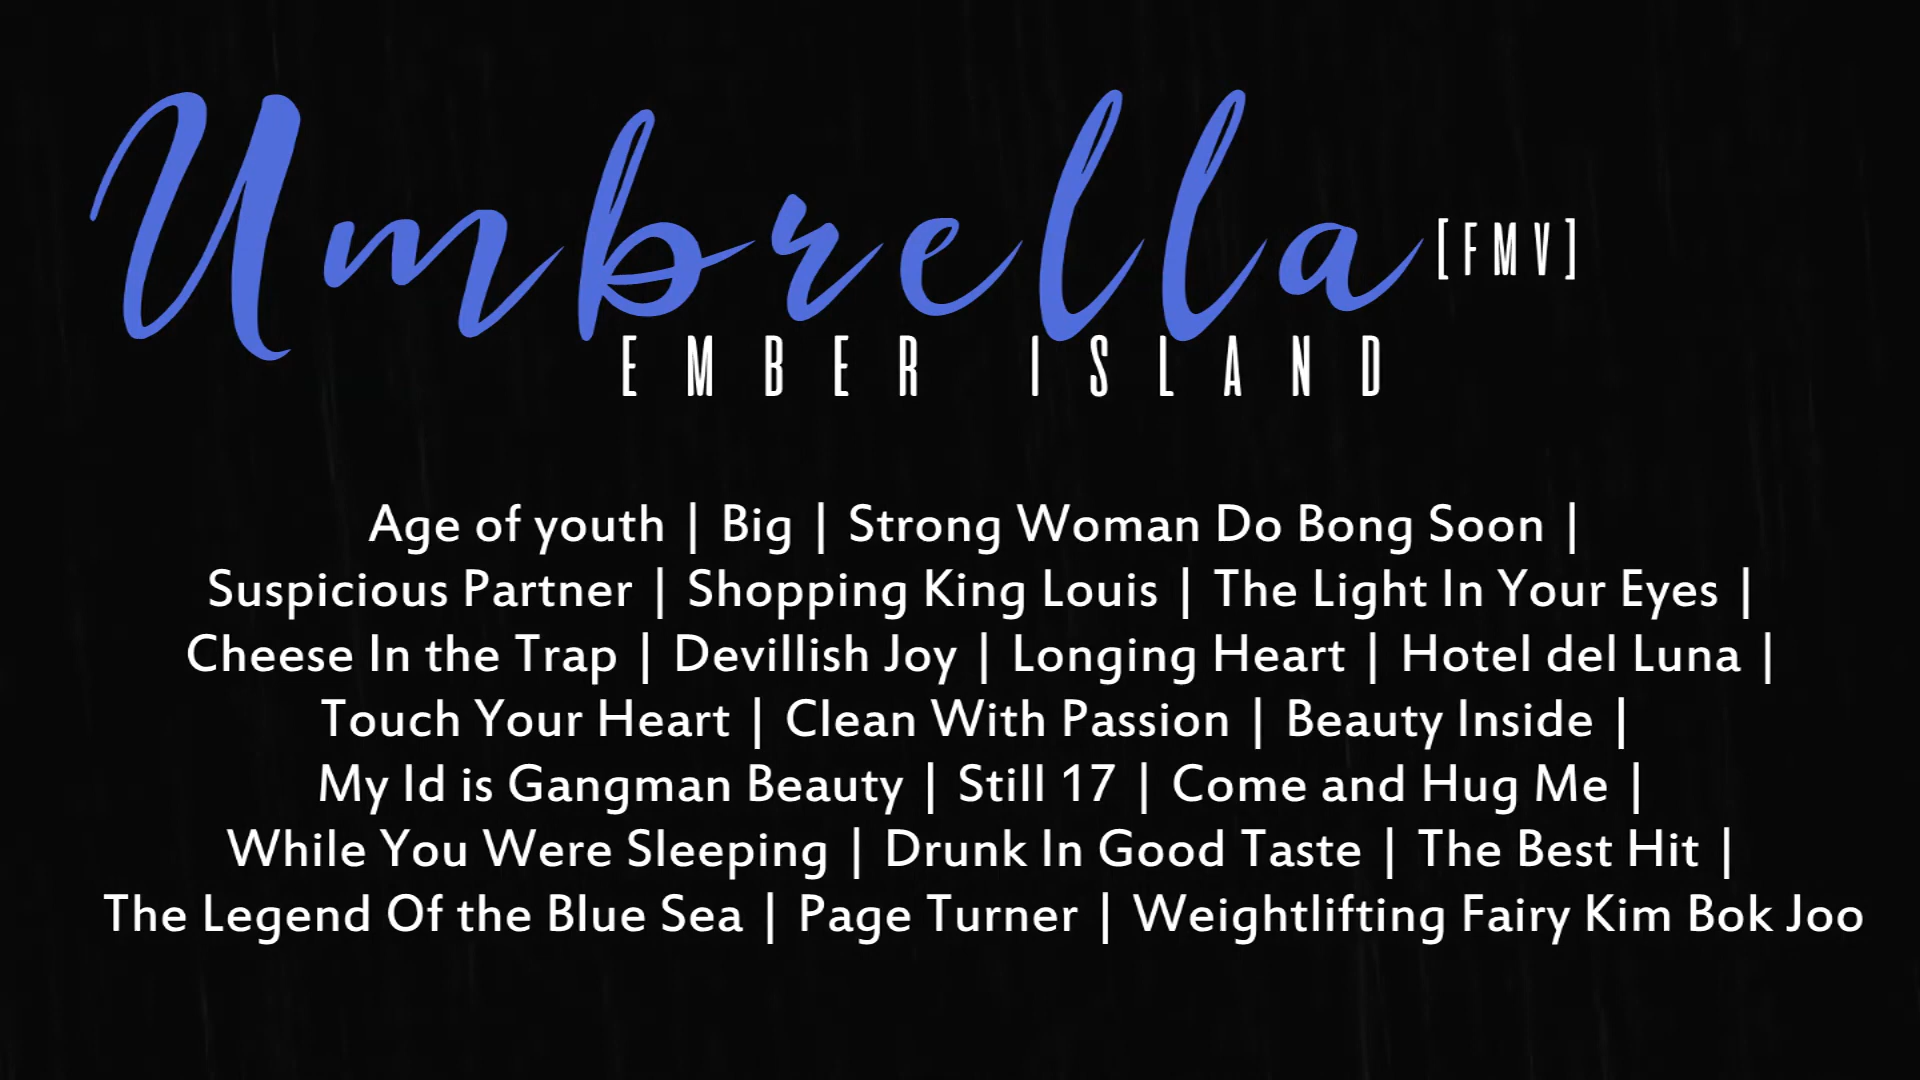 Umbrella [FMV]
EMBER ISLAND
Age of youth | Big | Strong Woman Do Bong Soon |
Suspicious Partner | Shopping King Louis | The Light In Your Eyes |
Cheese In the Trap | Devillish Joy | Longing Heart | Hotel del Luna |
Touch Your Heart | Clean With Passion | Beauty Inside |
My Id is Gangman Beauty | Still 17 | Come and Hug Me |
While You Were Sleeping | Drunk In Good Taste | The Best Hit |
The Legend Of the Blue Sea | Page Turner | Weightlifting Fairy Kim Bok Joo